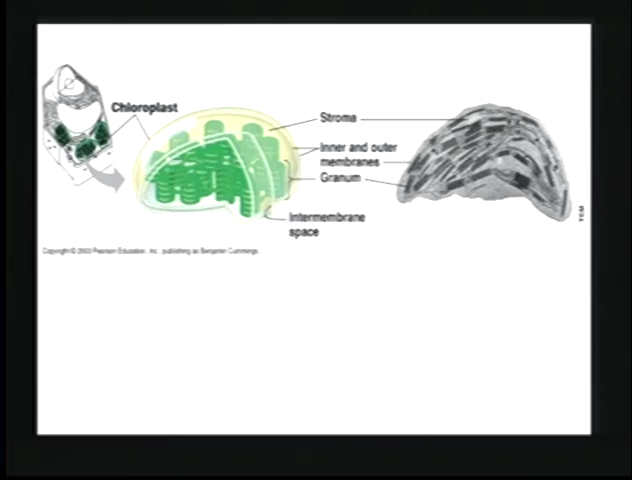 Chloroplast
Stroma
Inner and outer
membranes
Granum
Intermembrane
space
TEM
Copyright © 2003 Pearson Education, Inc., publishing as Benjamin Cummings.